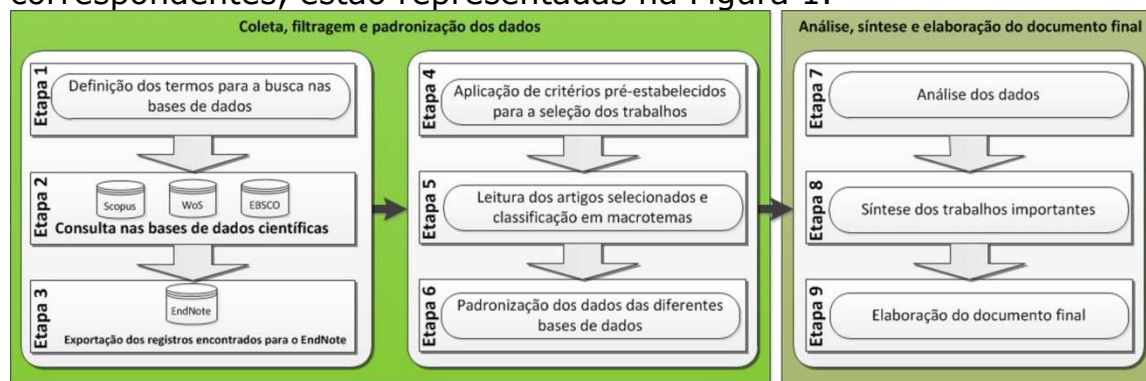 correspondentes, estão representadas na Figura 1.
Coleta, filtragem e padronização dos dados
Etapa 1
Definição dos termos para a busca nas
bases de dados
Etapa 2
Scopus
WoS
EBSCO
Consulta nas bases de dados científicas
Etapa 3
EndNote
Exportação dos registros encontrados para o EndNote
Etapa 4
Aplicação de critérios pré-estabelecidos
para a seleção dos trabalhos
Etapa 5
Leitura dos artigos selecionados e
classificação em macrotemas
Etapa 6
Padronização dos dados das diferentes
bases de dados
Análise, síntese e elaboração do documento final
Etapa 7
Análise dos dados
Etapa 8
Síntese dos trabalhos importantes
Etapa 9
Elaboração do documento final